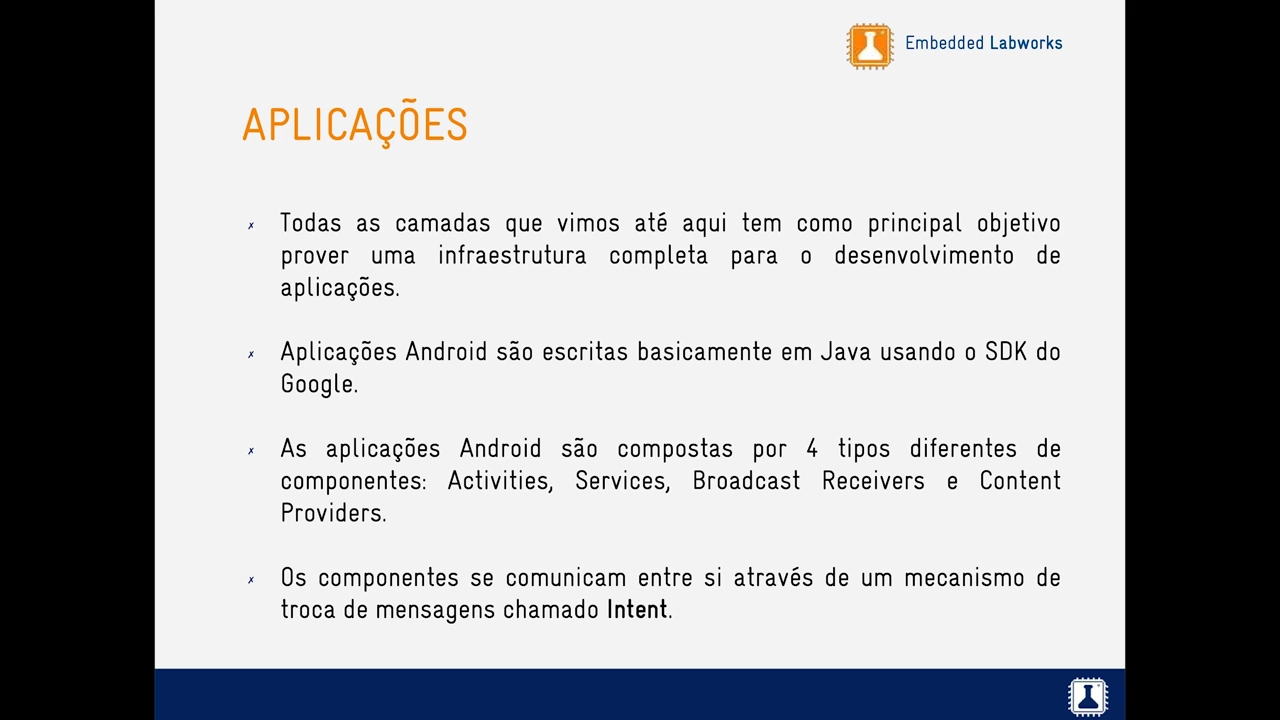 Embedded Labworks
APLICAÇÕES
Todas as camadas que vimos até aqui tem como principal objetivo
prover uma infraestrutura completa para o desenvolvimento de
aplicações.
Aplicações Android são escritas basicamente em Java usando o SDK do
Google.
As aplicações Android são compostas por 4 tipos diferentes de
componentes: Activities, Services, Broadcast Receivers e Content
Providers.
Os componentes se comunicam entre si através de um mecanismo de
troca de mensagens chamado Intent.